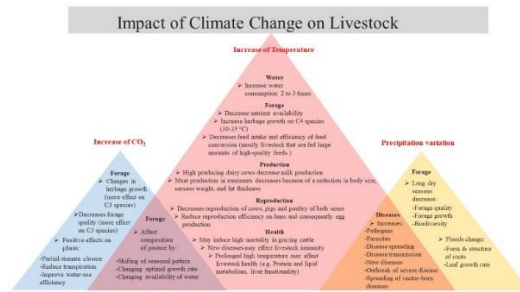 Impact of Climate Change on Livestock
Increase of Temperature
Water
➤ Increase water
consumption 2 to 3 times
Forage
➤ Decrease nutrient availability
➤ Increase herbage growth on C4 species
(30-35 °C)
➤ Decreases feed intake and efficiency of feed
conversion (mostly livestock that are fed large
amounts of high-quality feeds )
Production
➤ High producing dairy cows decrease milk production
➤ Meat production in ruminants decreases because of a reduction in body size,
carcass weight, and fat thickness
Reproduction
➤ Decreases reproduction of cows, pigs and poultry of both sexes
➤ Reduce reproduction efficiency on hens and consequently egg
production
Health
➤ May induce high mortality in grazing cattle
➤ New diseases may affect livestock immunity
➤ Prolonged high temperature may affect
livestock health (e.g. Protein and lipid
metabolism, liver functionality)
Increase of CO2
Forage
➤ Changes in
herbage growth
(more effect on
C3 species)
➤ Decreases forage
quality (more effect
on C3 species)
➤ Positive effects on
plants:
-Partial stomata closure
-Reduce transpiration
-Improve water-use
efficiency
Forage
➤ Affect
composition
of pasture by:
-Shifting of seasonal pattern
-Changing optimal growth rate
-Changing availability of water
Precipitation variation
Forage
➤ Long dry
seasons
decrease:
-Forage quality
-Forage growth
-Biodiversity
➤ Floods change:
-Form & structure
of roots
-Leaf growth rate
Diseases
➤ Increases:
-Pathogens
-Parasites
-Disease spreading
-Disease transmission
-New diseases
-Outbreak of severe disease
-Spreading of vector-born
diseases